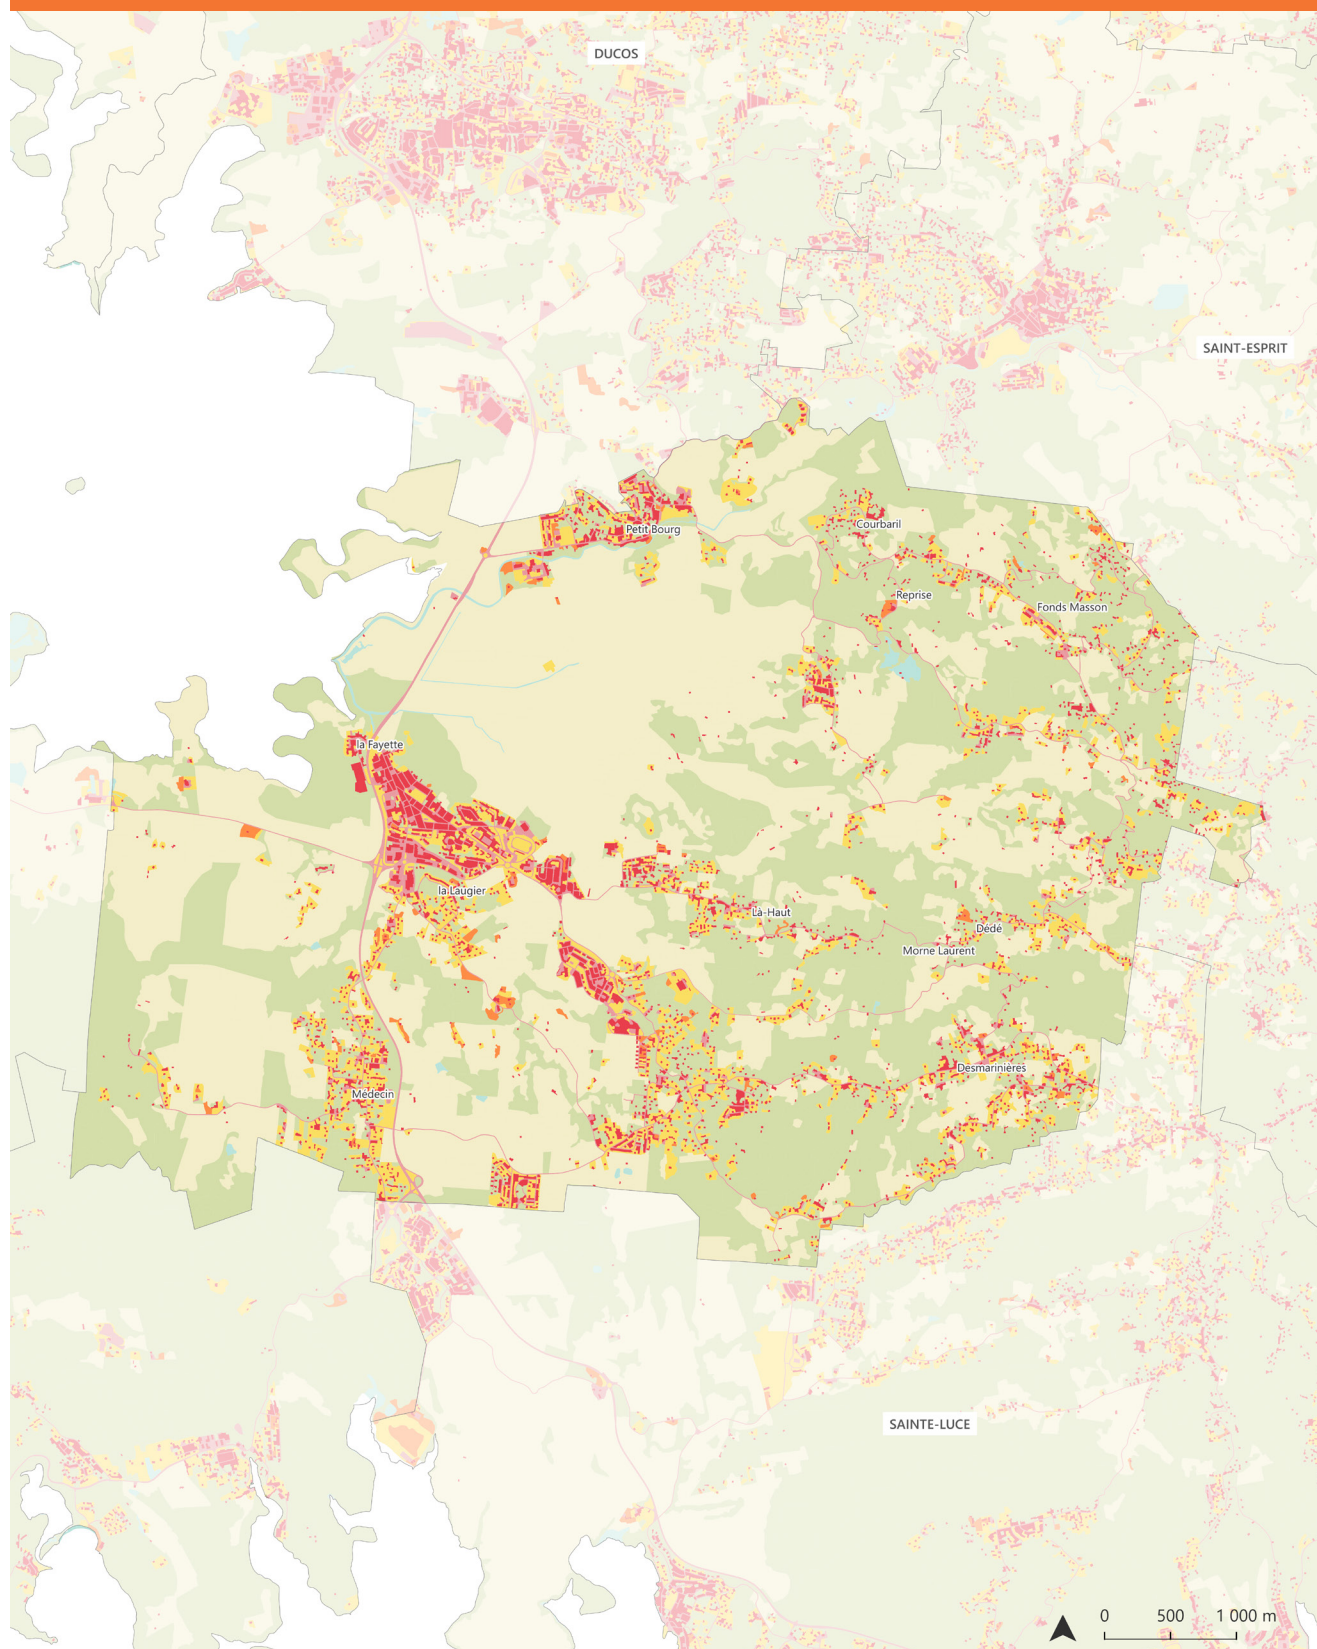 DUCOS
SAINT-ESPRIT
Courbaril
Petit Bourg
Reprise
Fonds Masson
la Fayette
la Laugier
Là-Haut
Dédé
Morne Laurent
Desmarinières
Médecin
SAINTE-LUCE
0 500 1 000 m